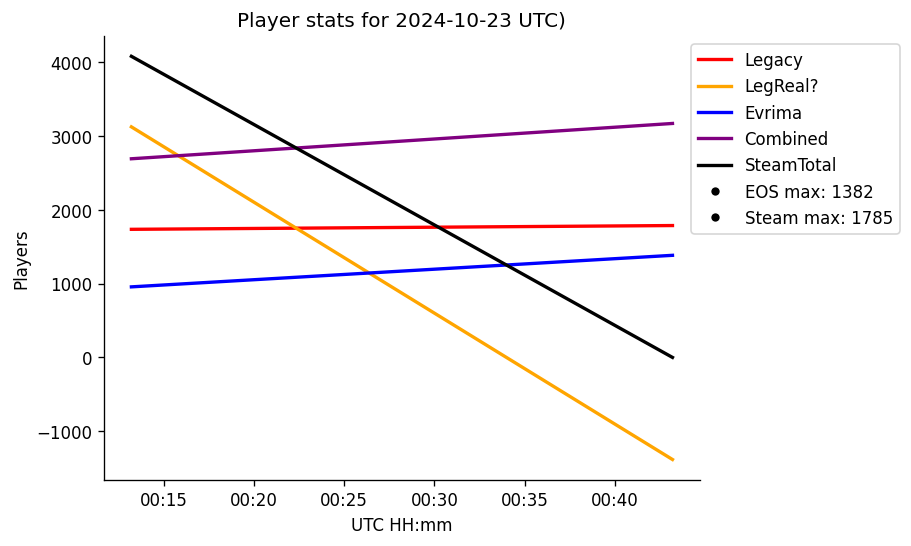 Player stats for 2024-10-23 UTC)
Legacy
LegReal?
Evrima
Combined
SteamTotal
EOS max: 1382
Steam max: 1785
Players
4000
3000
2000
1000
0
−1000
00:15 00:20 00:25 00:30 00:35 00:40
UTC HH:mm